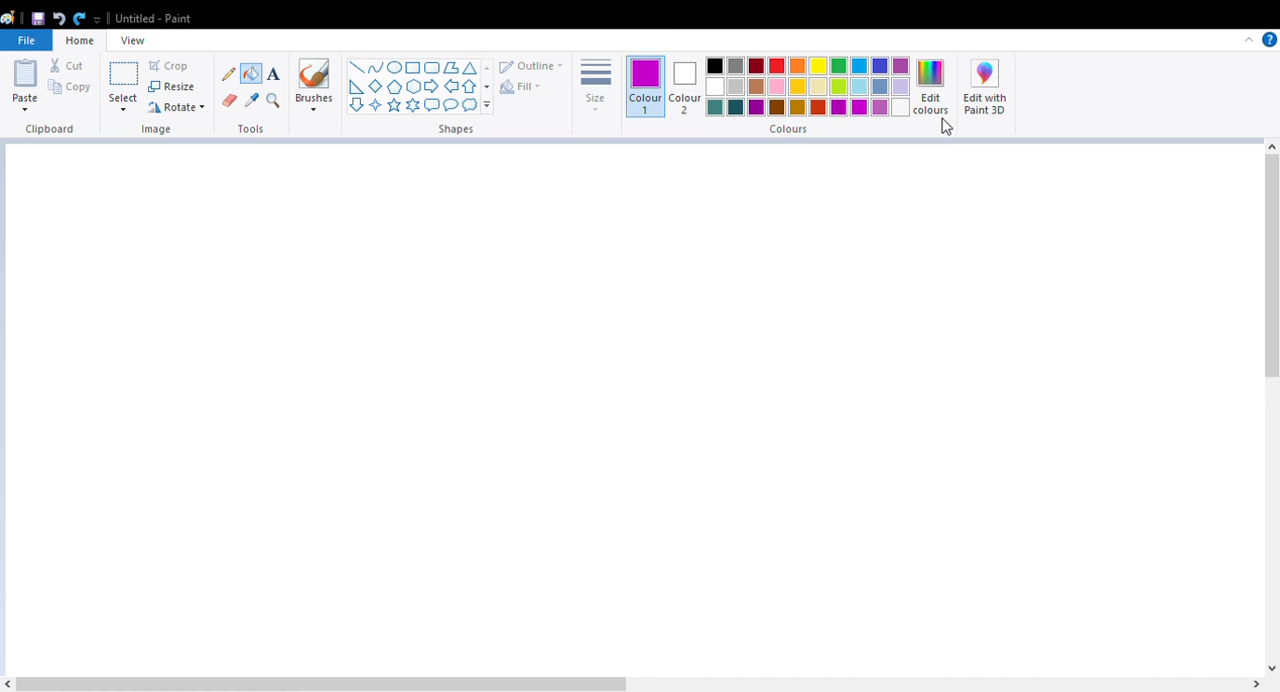 Untitled - Paint
File Home View
Paste
Cut
Copy
Clipboard
Select
Crop
Resize
Rotate
Image
A
Tools
Brushes
Shapes
Outline
Fill
Size
Colour 1
Colour 2
Colours
Edit colours
Edit with Paint 3D
?